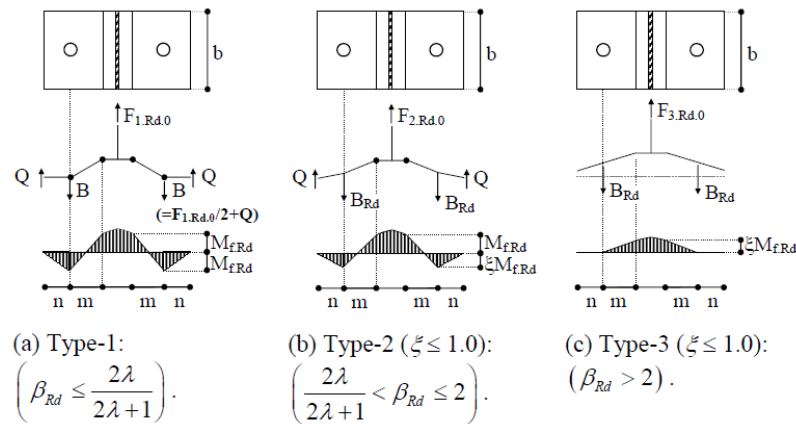 b
b
b
F1.Rd.0
F2.Rd.0
F3.Rd.0
Q
Q
Q
Q
B
B
BRd
BRd
BRd
BRd
(=F1.Rd.0/2+Q)
Mf.Rd
Mf.Rd
Mf.Rd
ξMf.Rd
ξMf.Rd
n m m n
n m m n
n m m n
(a) Type-1:
(βRd ≤ 2λ/(2λ+1)).
(b) Type-2 (ξ ≤ 1.0):
(2λ/(2λ+1) < βRd ≤ 2).
(c) Type-3 (ξ ≤ 1.0):
(βRd > 2).